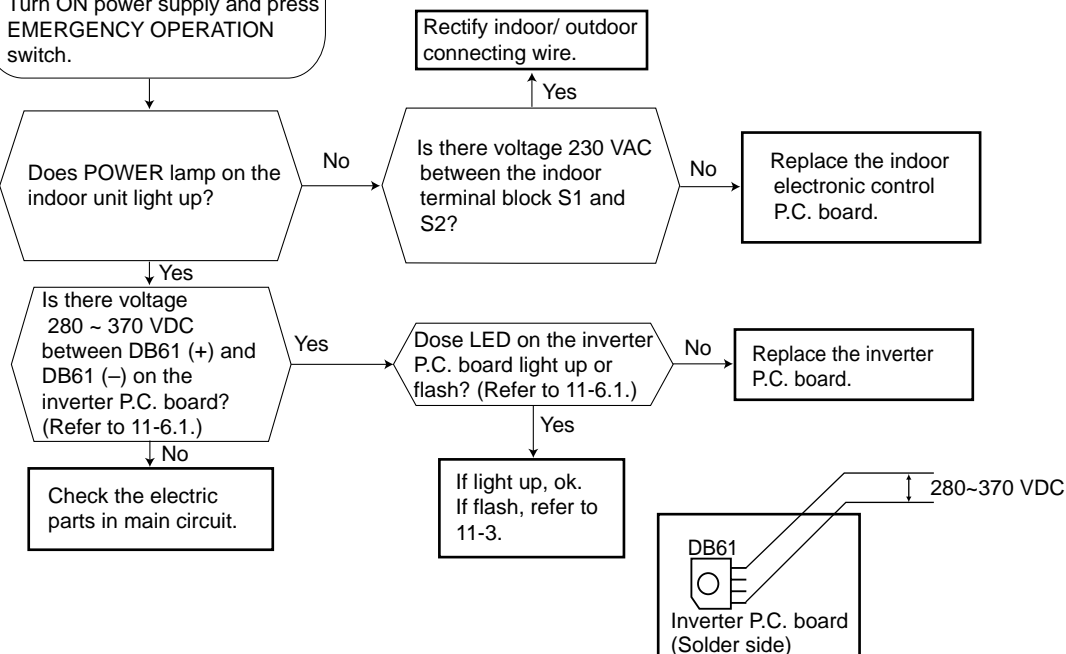 Turn ON power supply and press
EMERGENCY OPERATION
switch.
Rectify indoor/ outdoor
connecting wire.
Yes
Does POWER lamp on the
indoor unit light up?
No
Is there voltage 230 VAC
between the indoor
terminal block S1 and
S2?
No
Replace the indoor
electronic control
P.C. board.
Yes
Is there voltage
280 ~ 370 VDC
between DB61 (+) and
DB61 (–) on the
inverter P.C. board?
(Refer to 11-6.1.)
Yes
Dose LED on the inverter
P.C. board light up or
flash? (Refer to 11-6.1.)
No
Replace the inverter
P.C. board.
No
Yes
Check the electric
parts in main circuit.
If light up, ok.
If flash, refer to
11-3.
280~370 VDC
DB61
Inverter P.C. board
(Solder side)